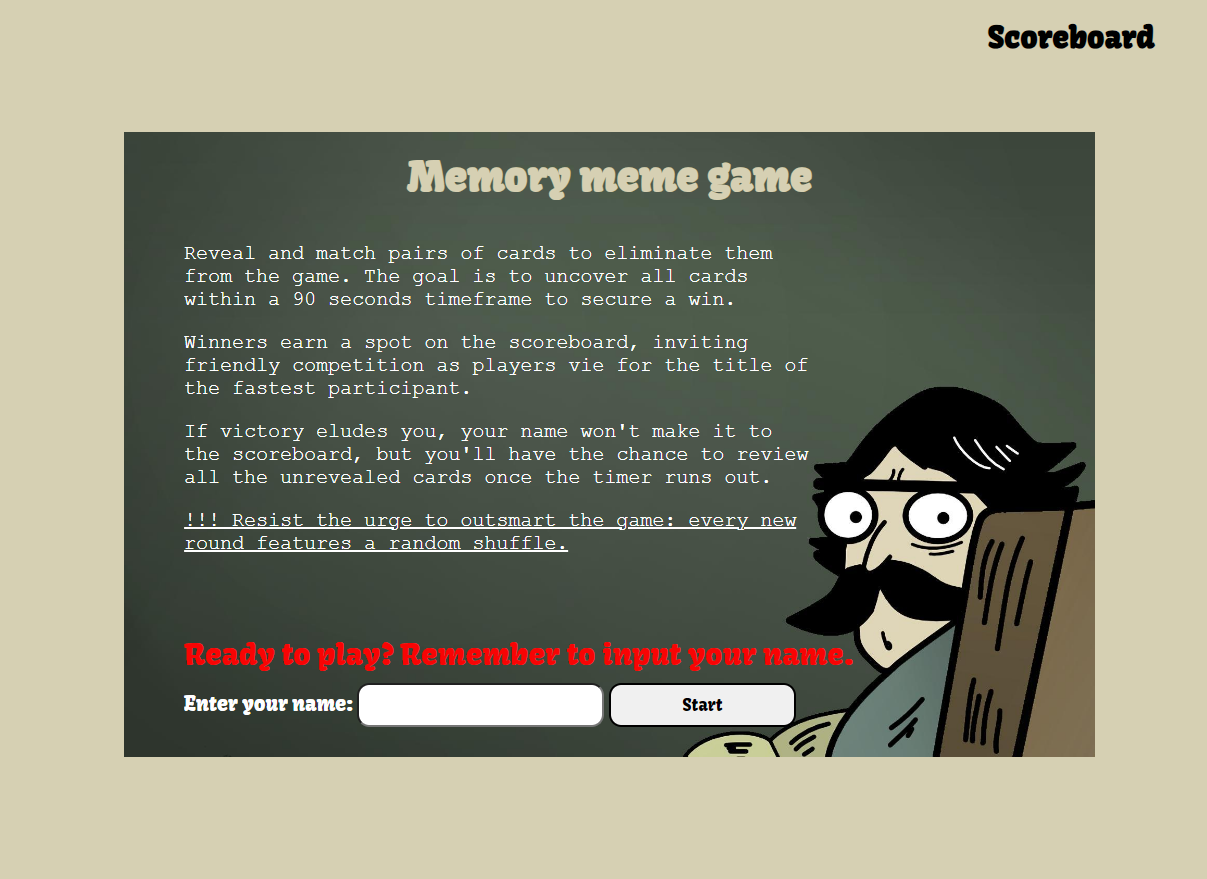 Scoreboard
Memory meme game
Reveal and match pairs of cards to eliminate them
from the game. The goal is to uncover all cards
within a 90 seconds timeframe to secure a win.
Winners earn a spot on the scoreboard, inviting
friendly competition as players vie for the title of
the fastest participant.
If victory eludes you, your name won't make it to
the scoreboard, but you'll have the chance to review
all the unrevealed cards once the timer runs out.
!!! Resist the urge to outsmart the game: every new
round features a random shuffle.
Ready to play? Remember to input your name.
Enter your name: Start